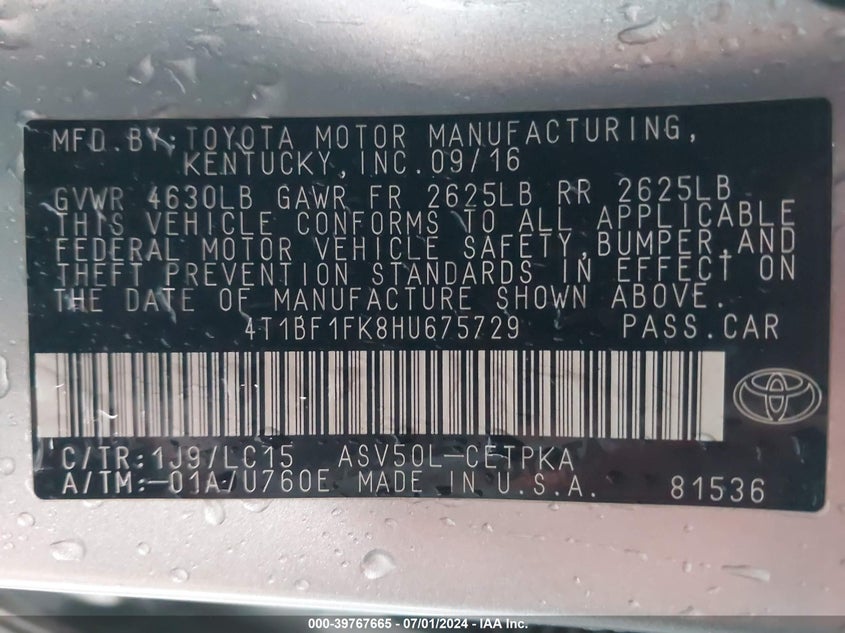 MFD. BY: TOYOTA MOTOR MANUFACTURING,
KENTUCKY, INC. 09/16
GVWR 4630LB GAWR FR 2625LB RR 2625LB
THIS VEHICLE CONFORMS TO ALL APPLICABLE
FEDERAL MOTOR VEHICLE SAFETY, BUMPER, AND
THEFT PREVENTION STANDARDS IN EFFECT ON
THE DATE OF MANUFACTURE SHOWN ABOVE.
4T1BF1FK8HU675729 PASS. CAR
C/TR: 1J9/LC15 ASV50L-CETPKA
A/TM: -01A/U760E MADE IN U.S.A. 81536
000-39767665 - 07/01/2024 - IAA Inc.